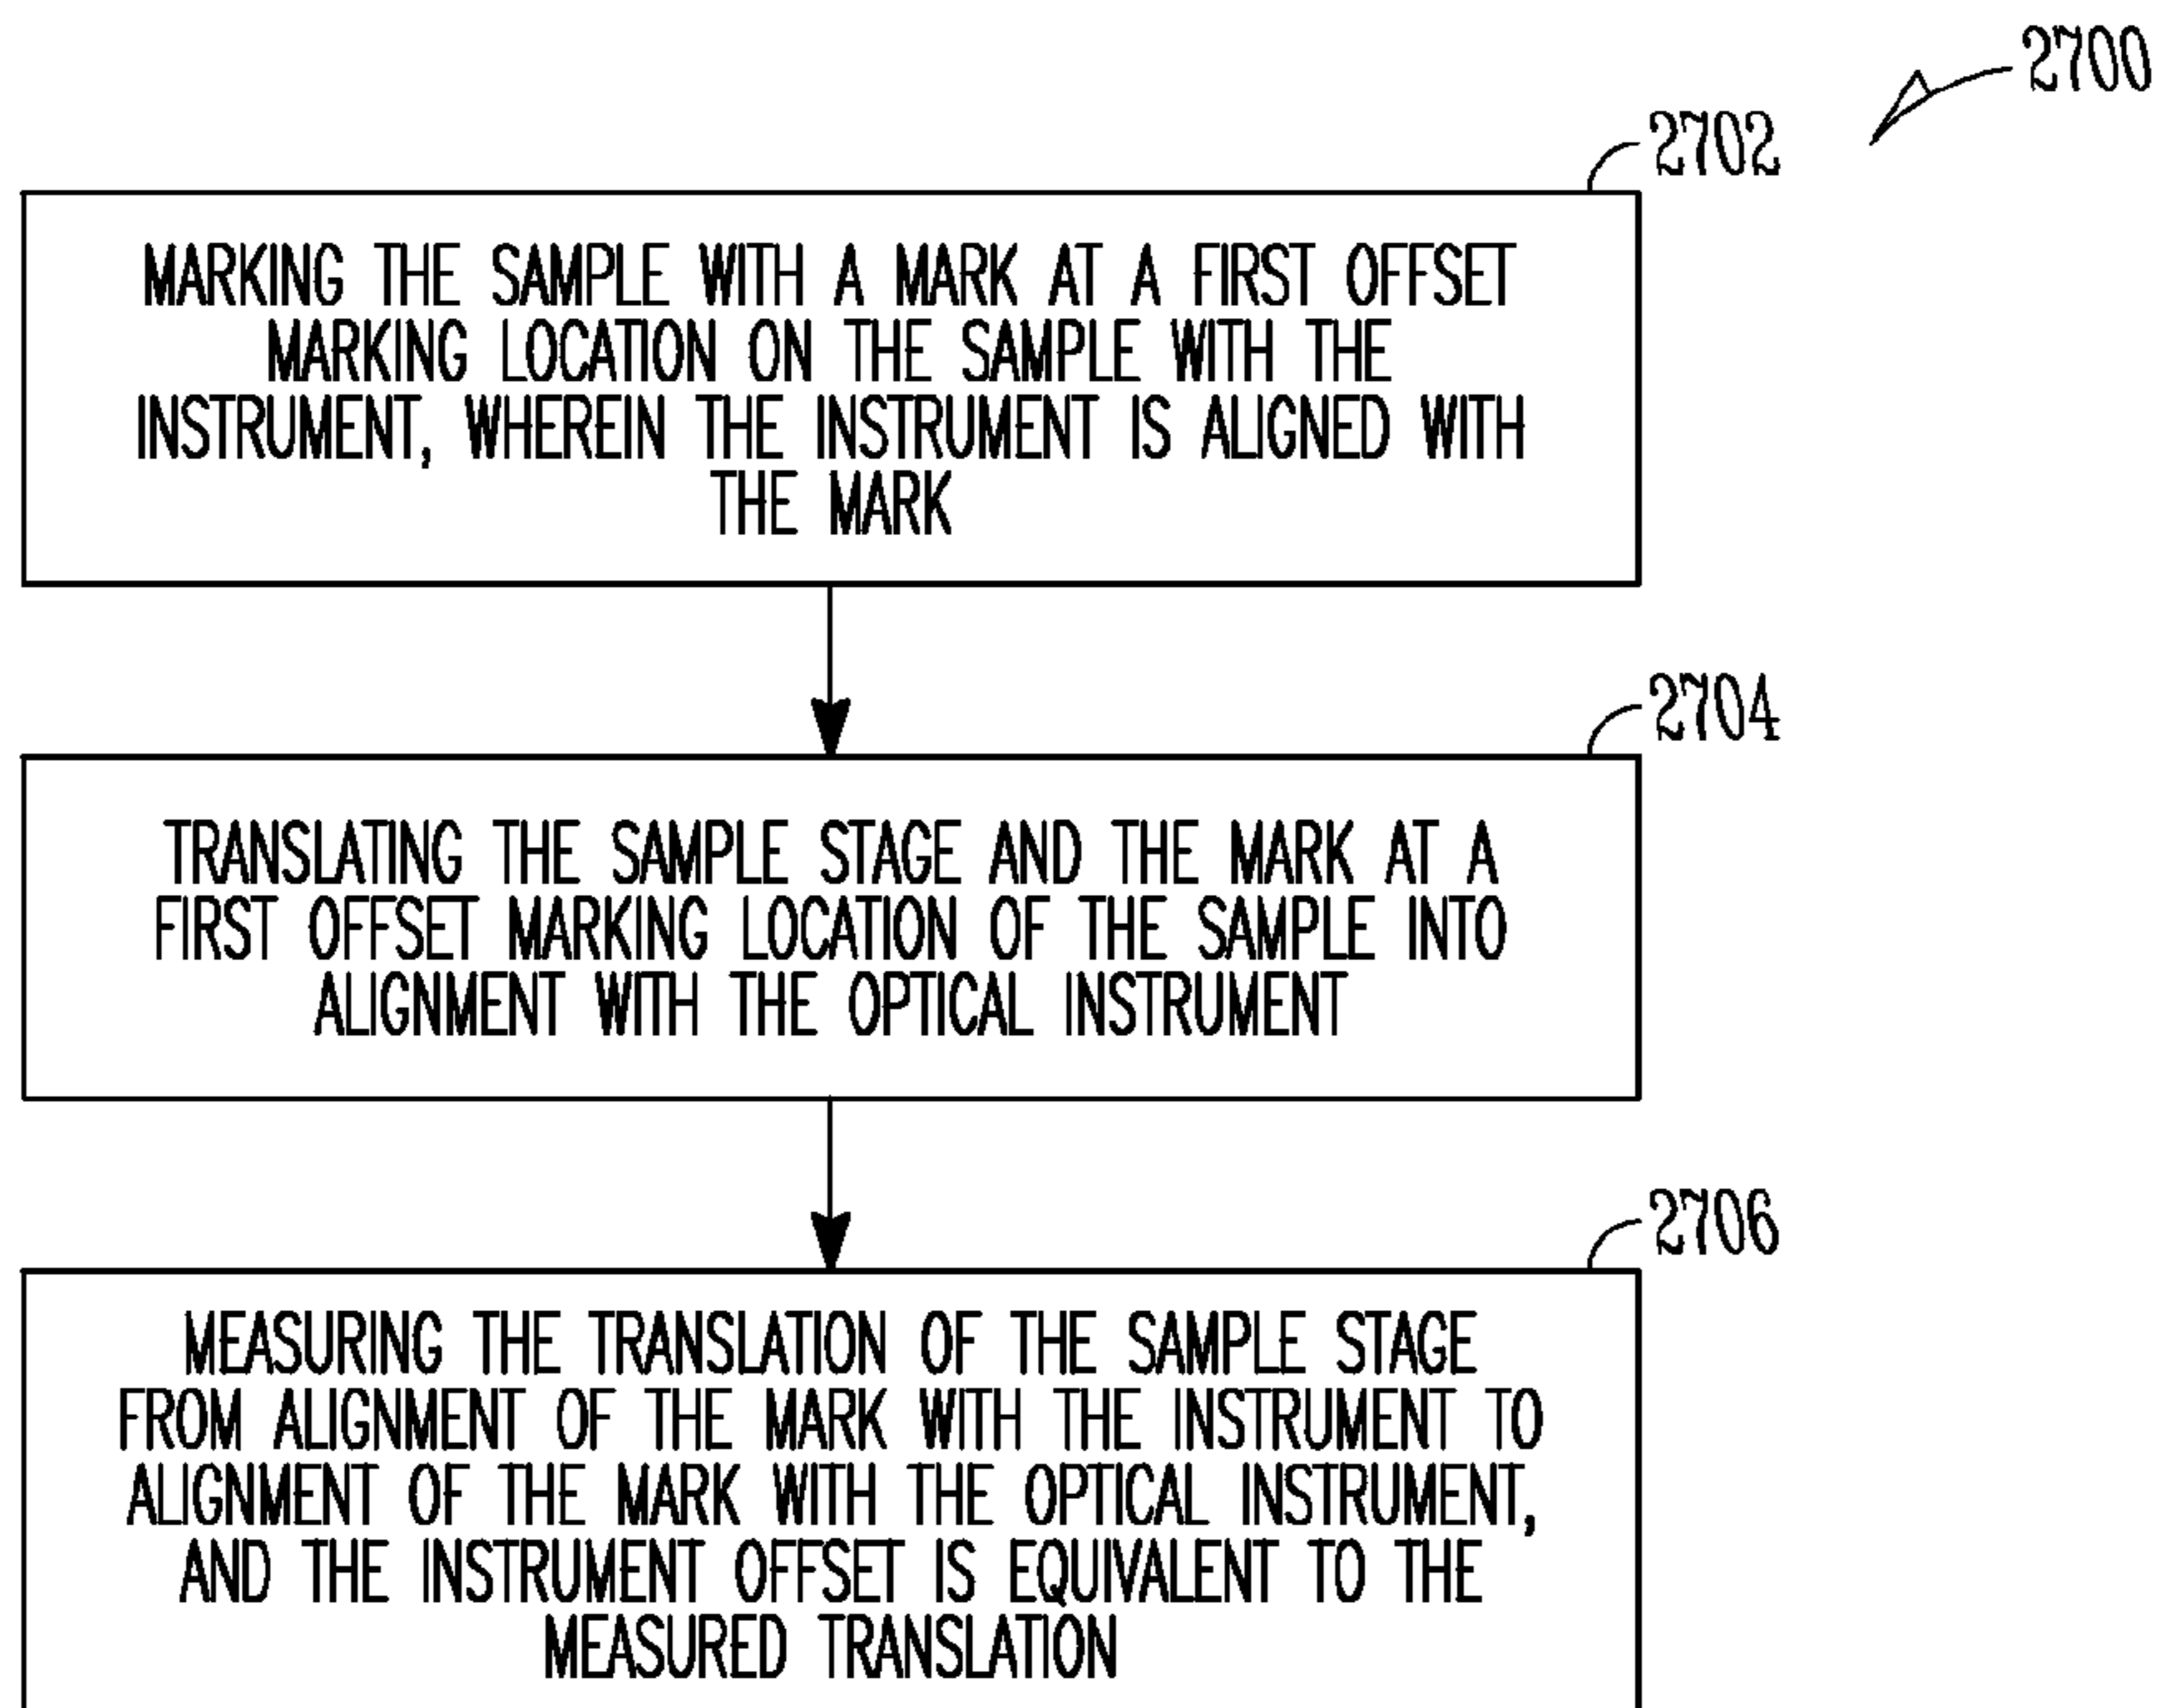 2700
2702
MARKING THE SAMPLE WITH A MARK AT A FIRST OFFSET
MARKING LOCATION ON THE SAMPLE WITH THE
INSTRUMENT, WHEREIN THE INSTRUMENT IS ALIGNED WITH
THE MARK
2704
TRANSLATING THE SAMPLE STAGE AND THE MARK AT A
FIRST OFFSET MARKING LOCATION OF THE SAMPLE INTO
ALIGNMENT WITH THE OPTICAL INSTRUMENT
2706
MEASURING THE TRANSLATION OF THE SAMPLE STAGE
FROM ALIGNMENT OF THE MARK WITH THE INSTRUMENT TO
ALIGNMENT OF THE MARK WITH THE OPTICAL INSTRUMENT,
AND THE INSTRUMENT OFFSET IS EQUIVALENT TO THE
MEASURED TRANSLATION